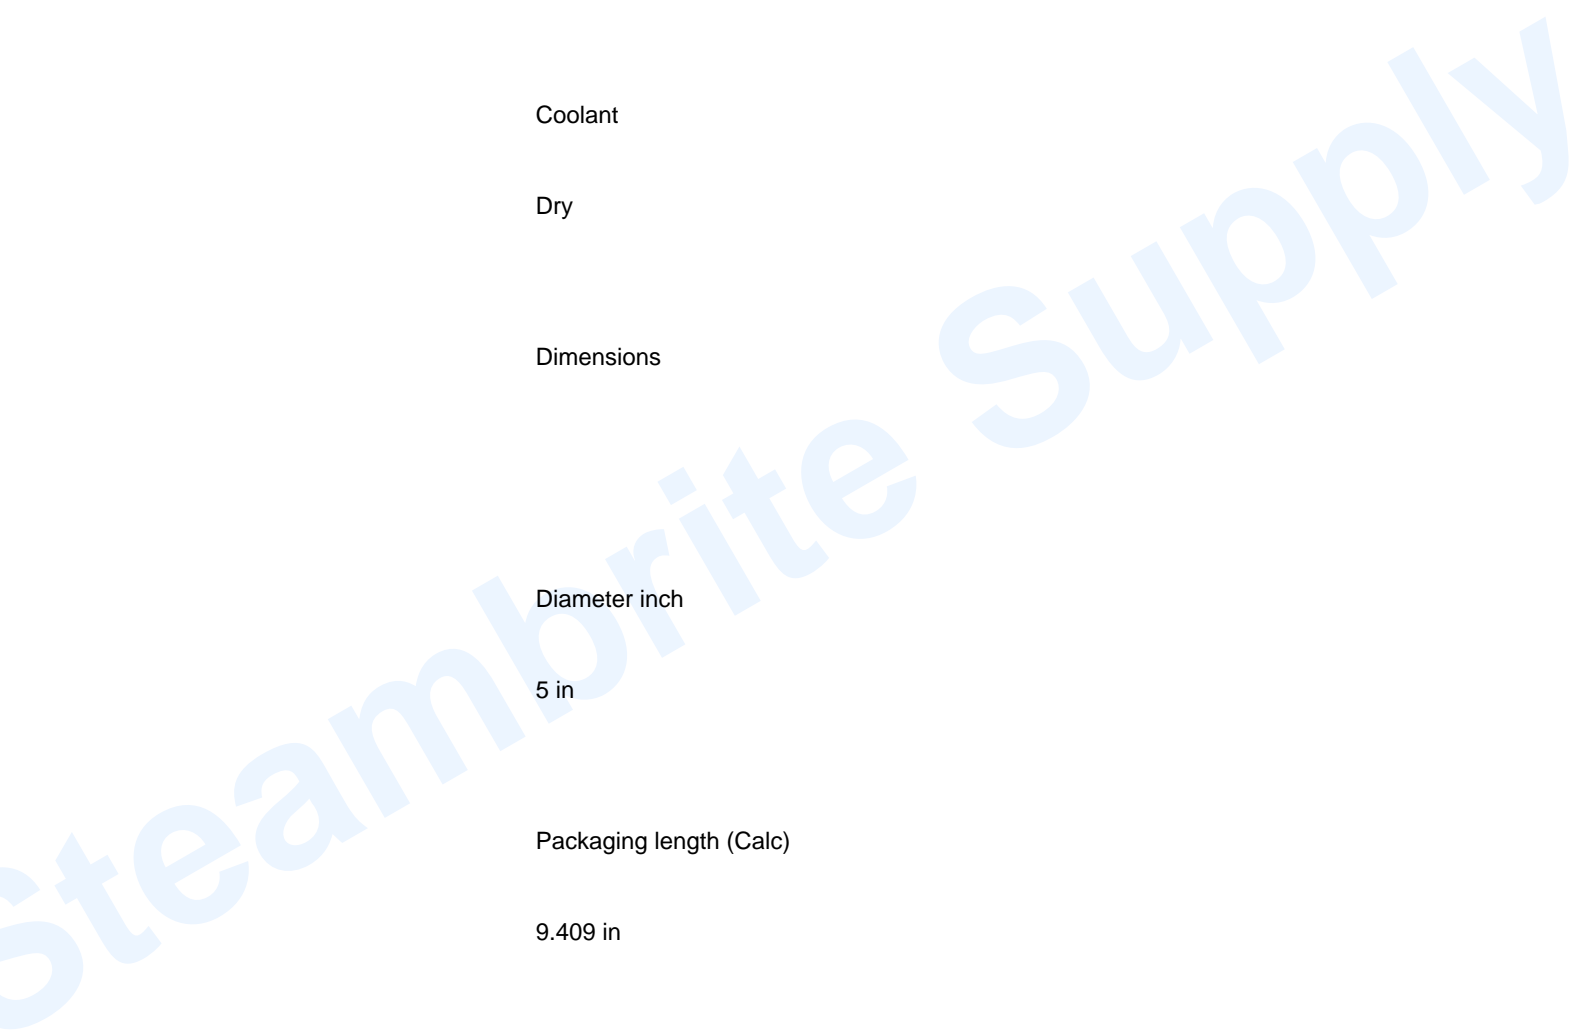 Coolant
Dry
Dimensions
Diameter inch
5 in
Packaging length (Calc)
9.409 in
Steambrite Supply